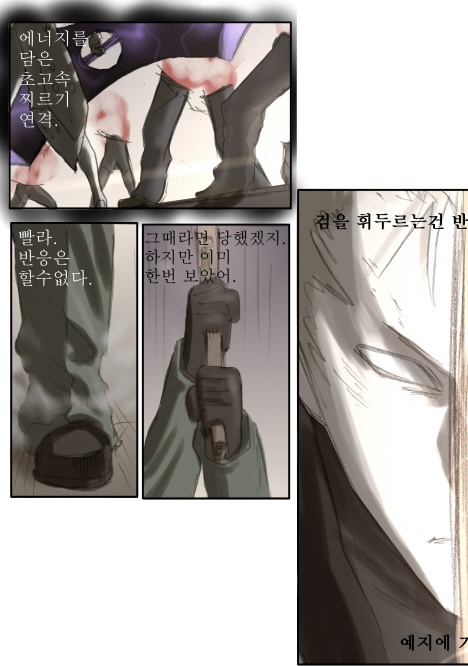 에너지를
담은
초고속
찌르기
연격.
빨라.
반응은
할수없다.
그때라면 당했겠지.
하지만 이미
한번 보았어.
검을 휘두르는건
예지에